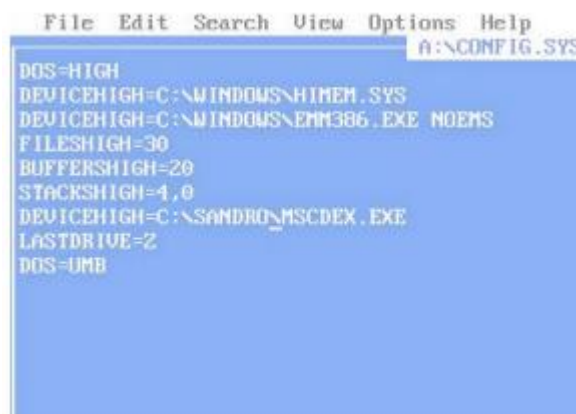 File Edit Search View Options Help
A:\CONFIG.SYS
DOS=HIGH
DEVICEHIGH=C:\WINDOWS\HIMEM.SYS
DEVICEHIGH=C:\WINDOWS\EMM386.EXE NOEMS
FILESHIGH=30
BUFFERSHIGH=20
STACKSHIGH=4,0
DEVICEHIGH=C:\SANDRO\MSCDEX.EXE
LASTDRIVE=Z
DOS=UMB